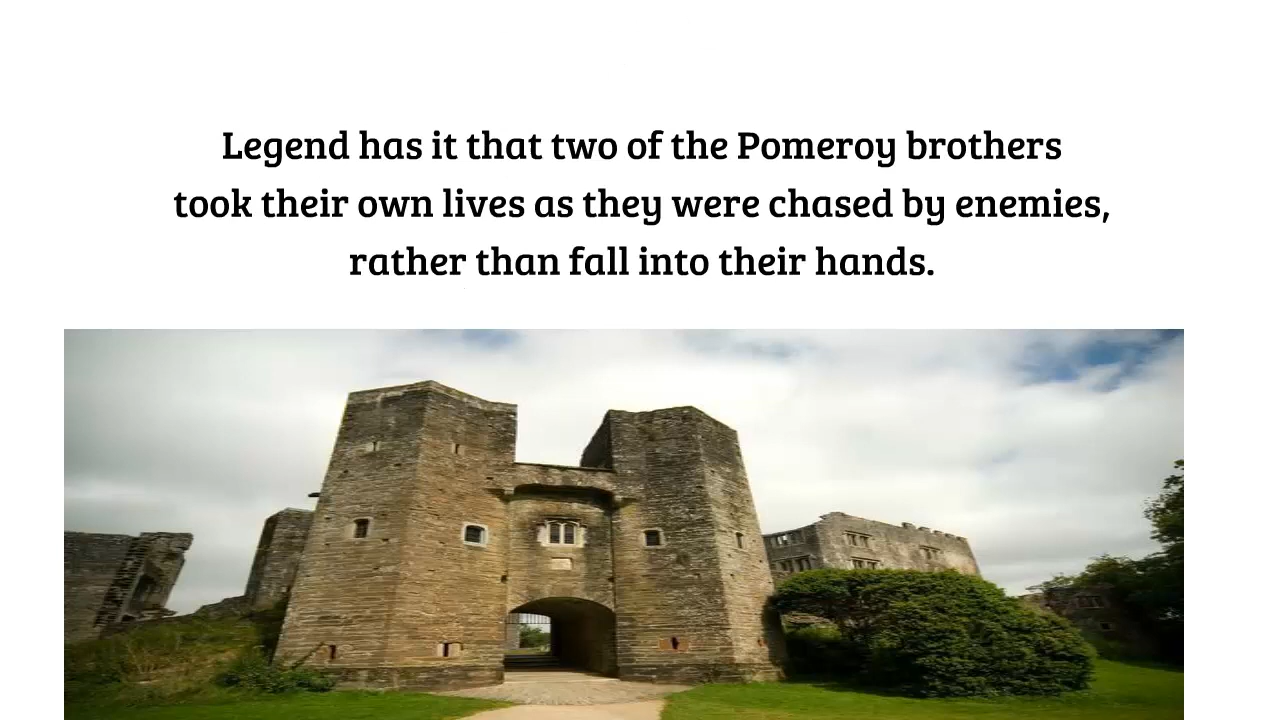 Legend has it that two of the Pomeroy brothers
took their own lives as they were chased by enemies,
rather than fall into their hands.